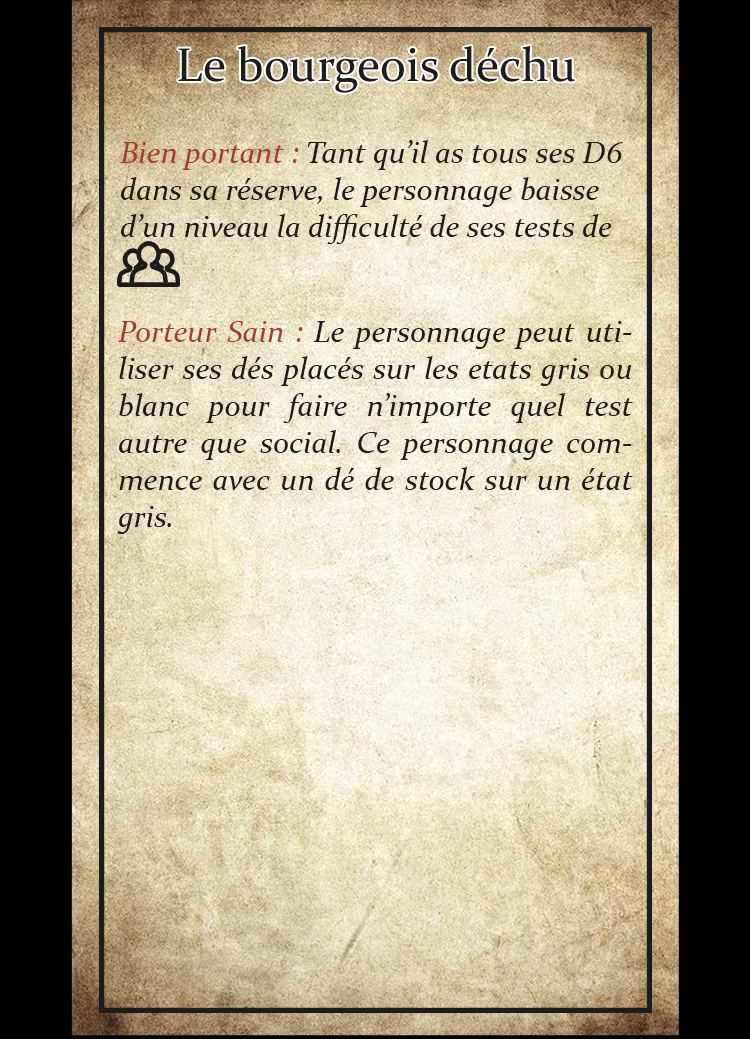 Le bourgeois déchu
Bien portant : Tant qu’il as tous ses D6
dans sa réserve, le personnage baisse
d’un niveau la difficulté de ses tests de
Porteur Sain : Le personnage peut uti-
liser ses dés placés sur les etats gris ou
blanc pour faire n’importe quel test
autre que social. Ce personnage com-
mence avec un dé de stock sur un état
gris.